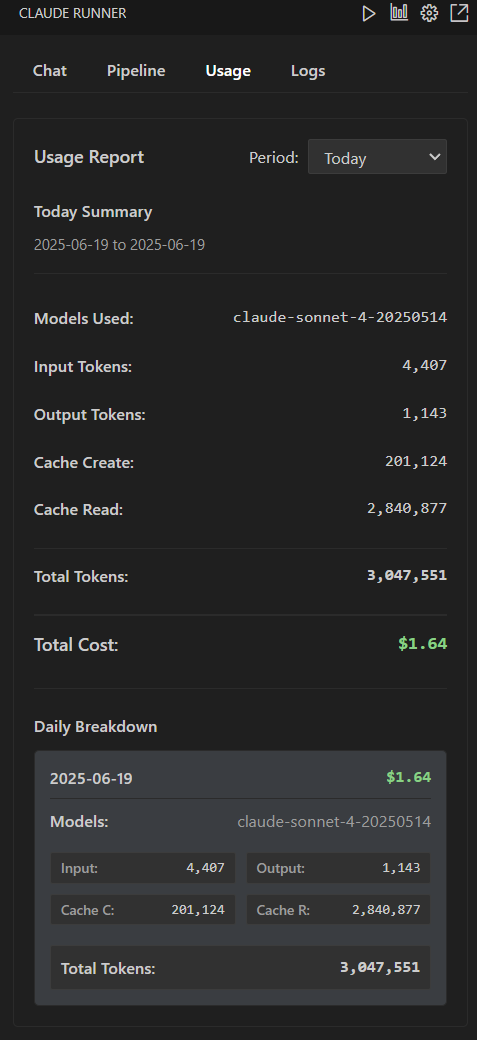 CLAUDE RUNNER
Chat Pipeline Usage Logs
Usage Report Period: Today
Today Summary
2025-06-19 to 2025-06-19
Models Used: claude-sonnet-4-20250514
Input Tokens: 4,407
Output Tokens: 1,143
Cache Create: 201,124
Cache Read: 2,840,877
Total Tokens: 3,047,551
Total Cost: $1.64
Daily Breakdown
2025-06-19 $1.64
Models: claude-sonnet-4-20250514
Input: 4,407 Output: 1,143
Cache C: 201,124 Cache R: 2,840,877
Total Tokens: 3,047,551